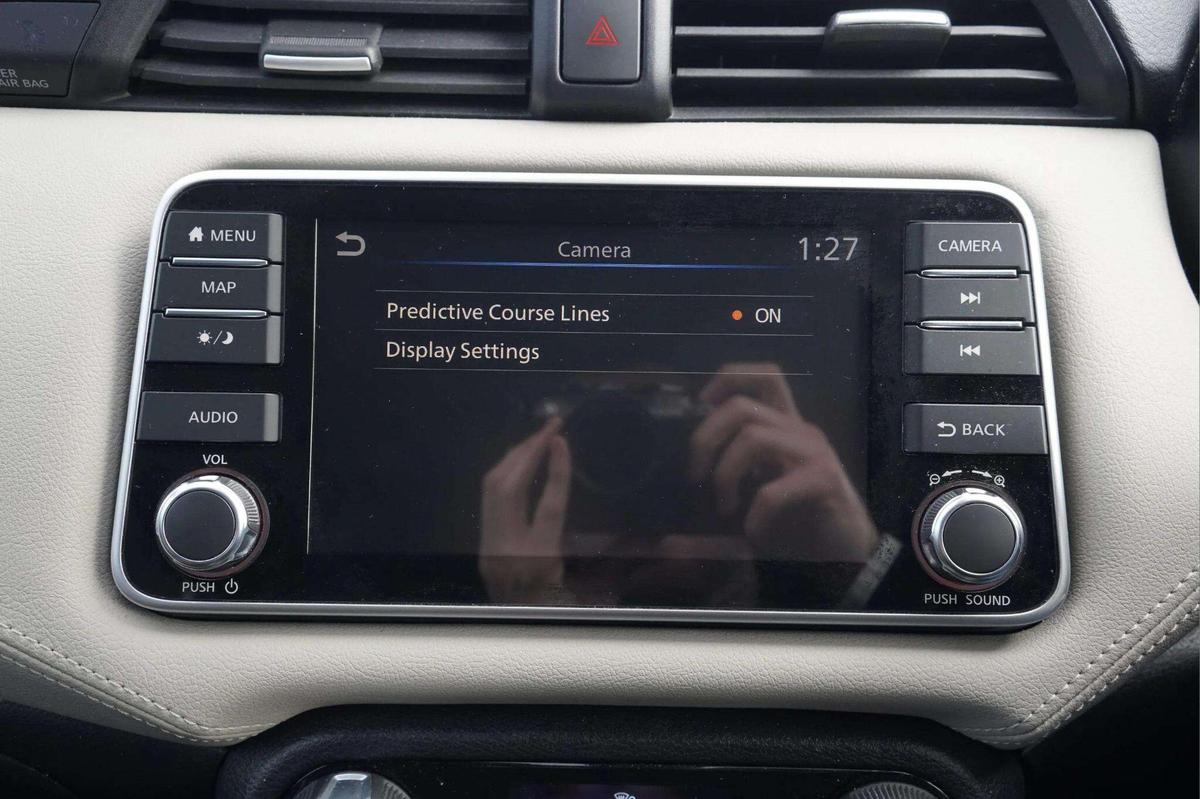 AIR BAG
MENU
MAP
AUDIO
VOL
PUSH
Camera
1:27
Predictive Course Lines
ON
Display Settings
CAMERA
BACK
PUSH SOUND